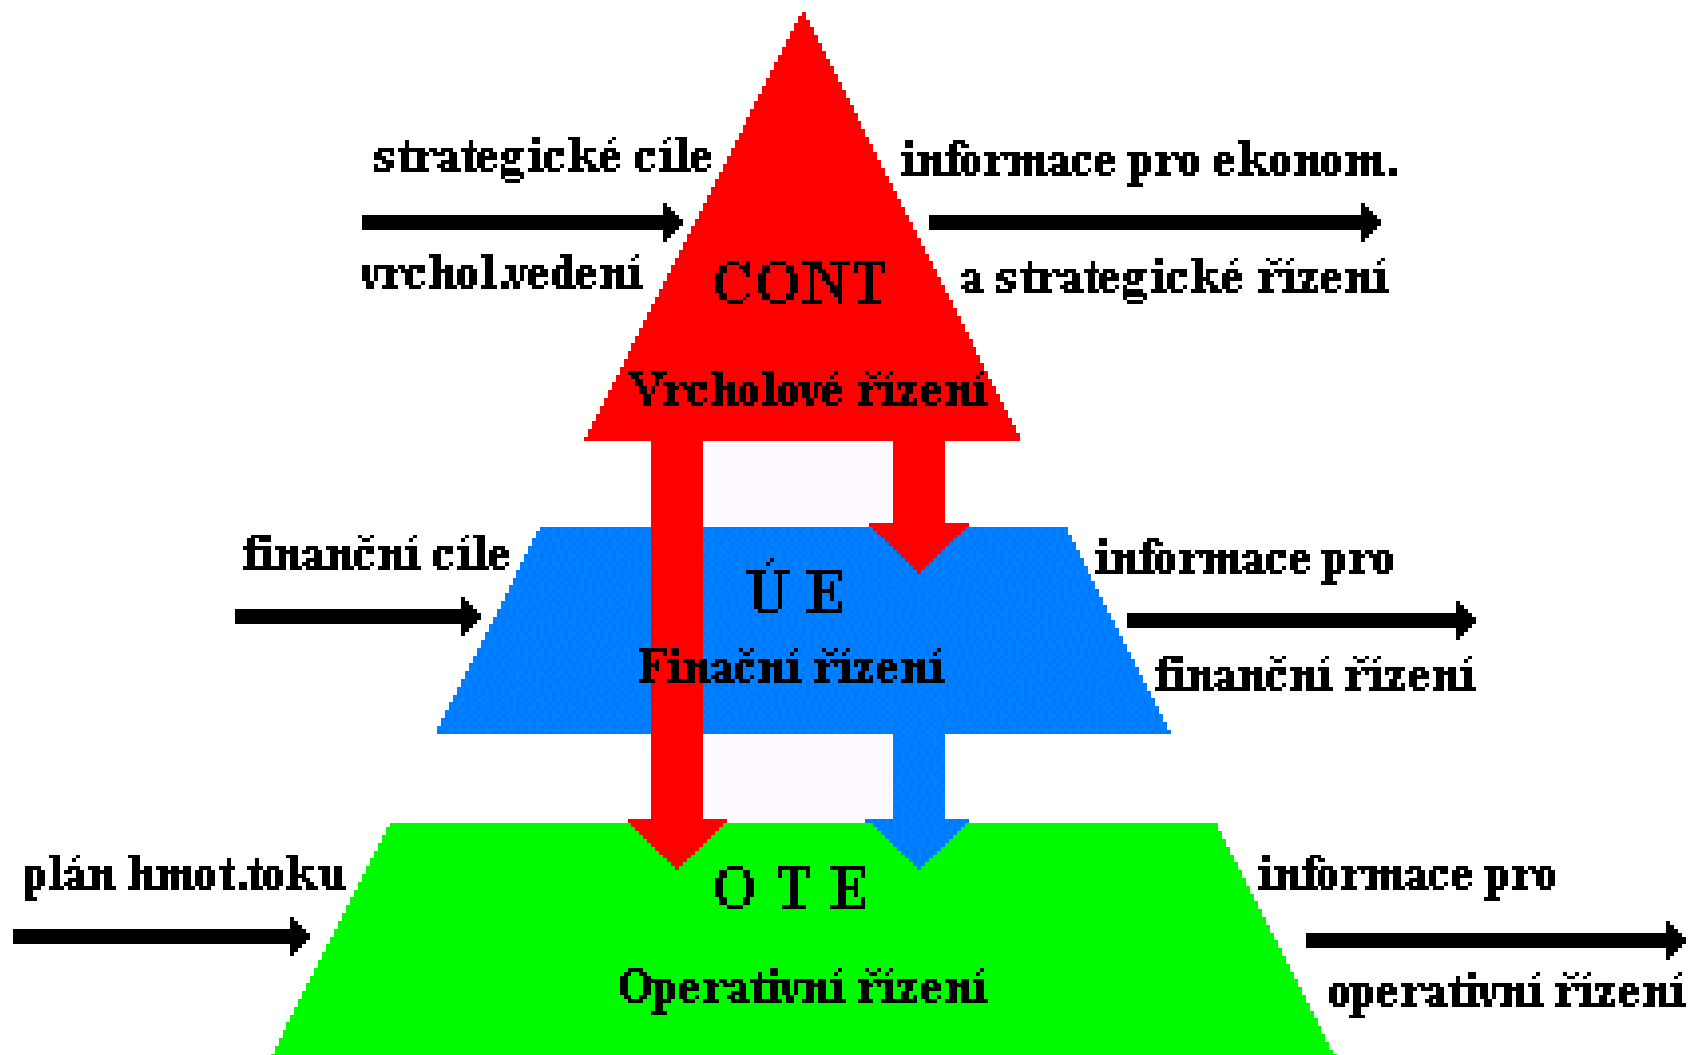 strategické cíle
informace pro ekonom.
vrchol.vedení
a strategické řízení
CONT
Vrcholové řízení
finanční cíle
informace pro
Ú E
Finační řízení
finanční řízení
plán hmot.toku
informace pro
O T E
Operativní řízení
operativní řízení